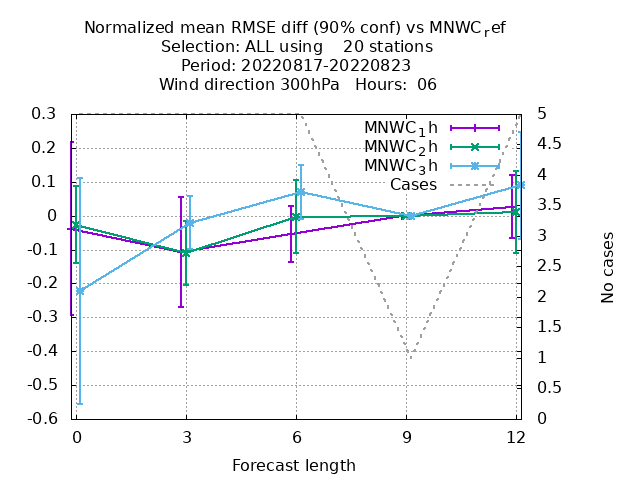 Normalized mean RMSE diff (90% conf) vs MNWC_ref
Selection: ALL using    20 stations
Period: 20220817-20220823
Wind direction 300hPa   Hours:  06
MNWC_1h
MNWC_2h
MNWC_3h
Cases
0.3
0.2
0.1
0
-0.1
-0.2
-0.3
-0.4
-0.5
-0.6
5
4.5
4
3.5
3
2.5
2
1.5
1
0.5
0
No cases
0 3 6 9 12
Forecast length